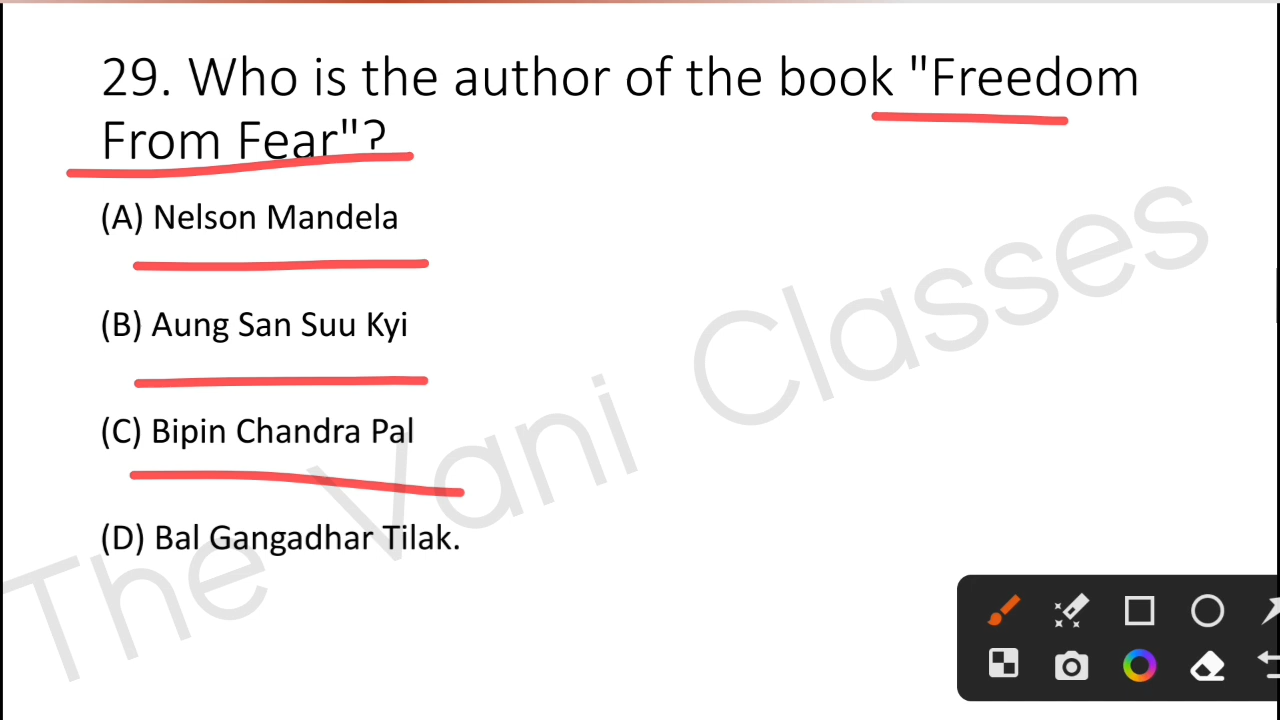 29. Who is the author of the book "Freedom
From Fear"?
(A) Nelson Mandela
(B) Aung San Suu Kyi
(C) Bipin Chandra Pal
(D) Bal Gangadhar Tilak.
The Vani Classes